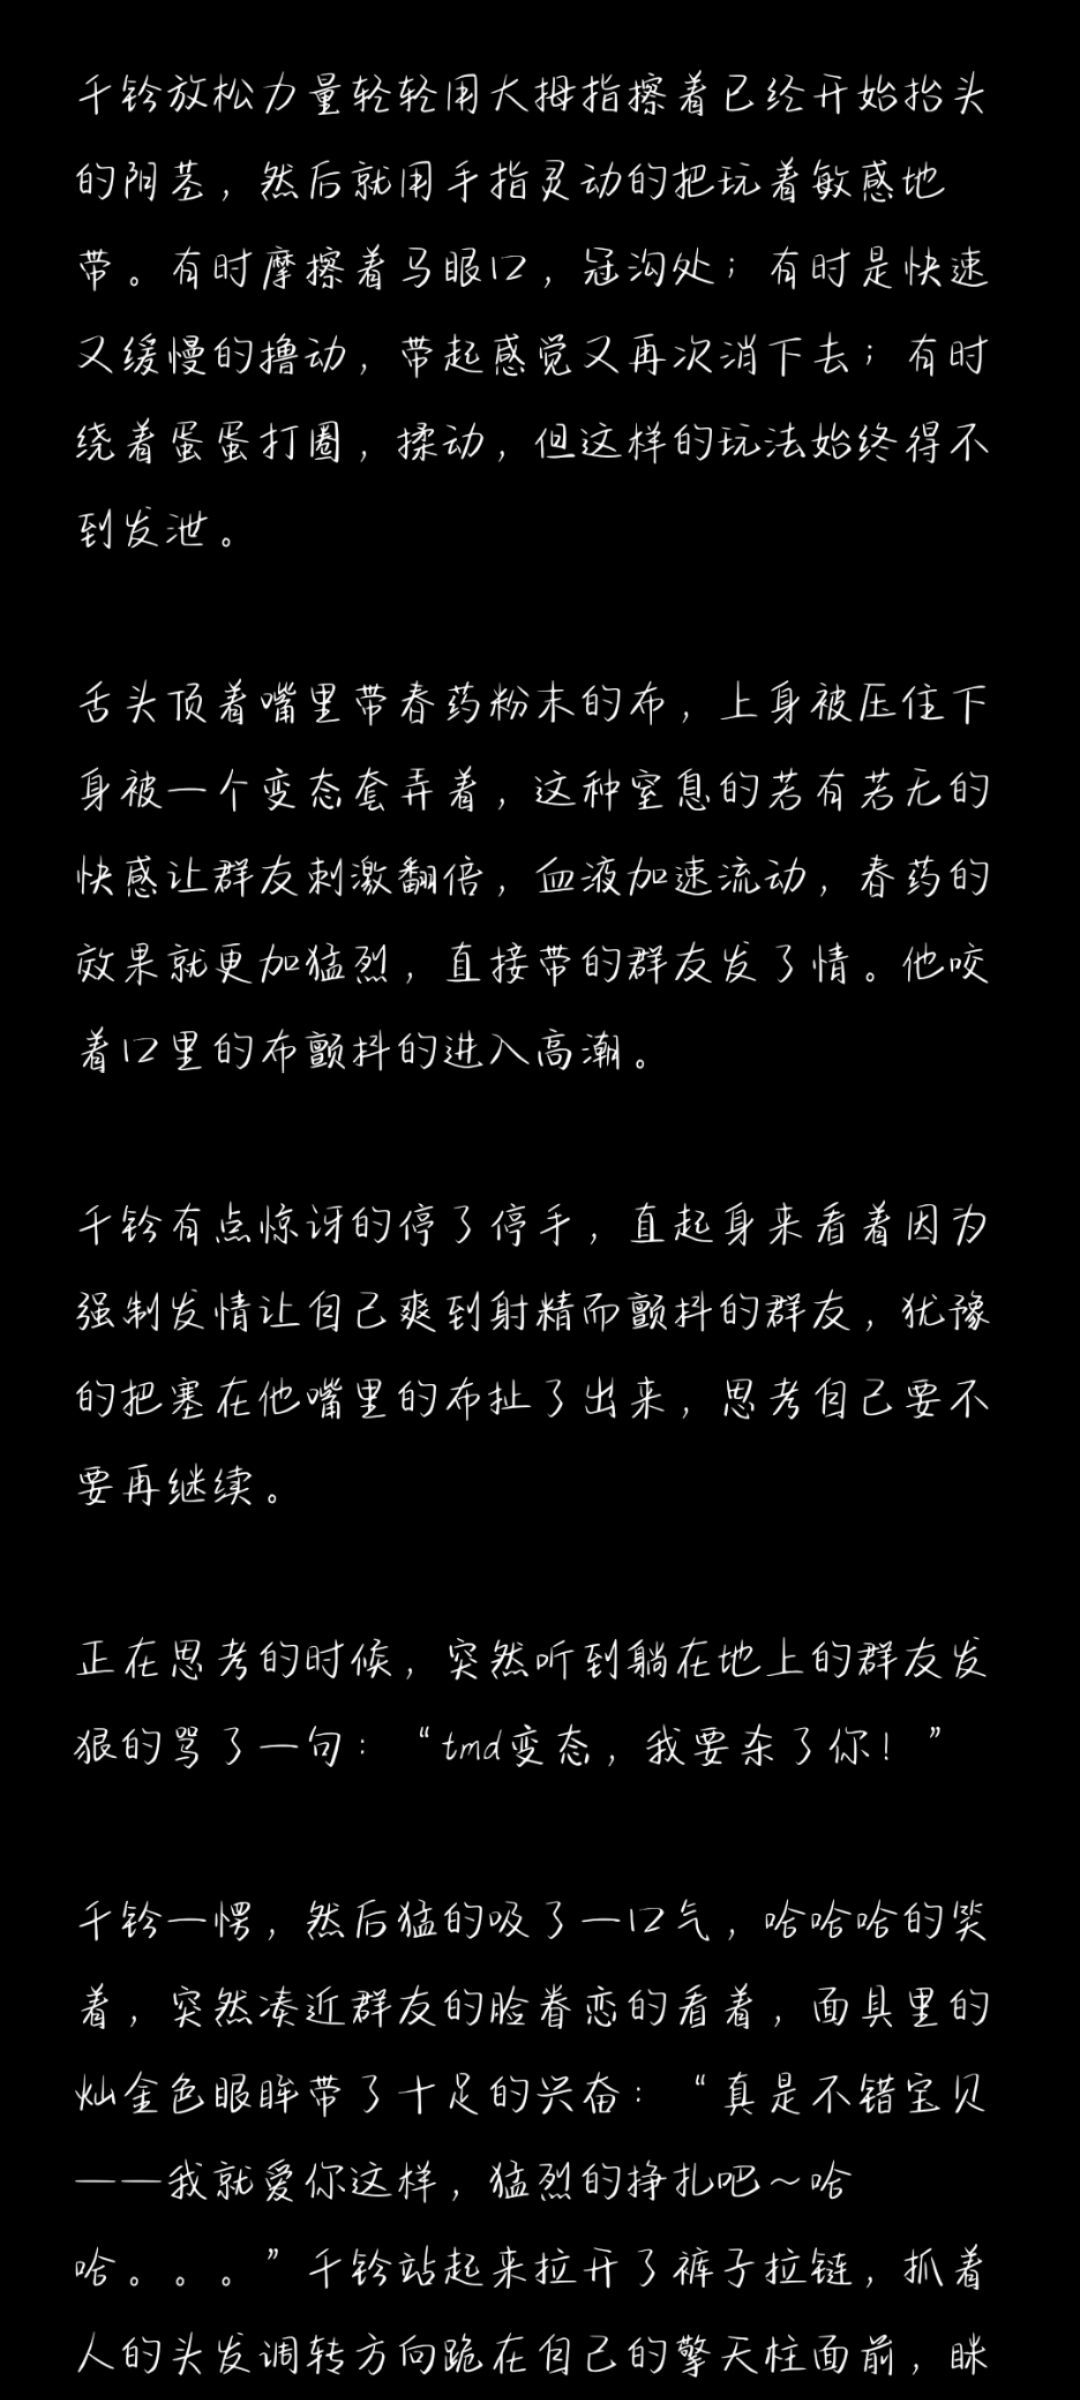 千铃放松力量轻轻用大拇指擦着已经开始抬头
的阴茎，然后就用手指灵动的把玩着敏感地
带。有时摩擦着马眼口，冠沟处；有时是快速
又缓慢的撸动，带起感觉又再次消下去；有时
绕着蛋蛋打圈，揉动，但这样的玩法始终得不
到发泄。
舌头顶着嘴里带春药粉末的布，上身被压住下
身被一个变态套弄着，这种窒息的若有若无的
快感让群友刺激翻倍，血液加速流动，春药的
效果就更加猛烈，直接带的群友发了情。他咬
着口里的布颤抖的进入高潮。
千铃有点惊讶的停了停手，直起身来看着因为
强制发情让自己爽到射精而颤抖的群友，犹豫
的把塞在他嘴里的布扯了出来，思考自己要不
要再继续。
正在思考的时候，突然听到躺在地上的群友发
狠的骂了一句：“tmd变态，我要杀了你！”
千铃一愣，然后猛的吸了一口气，哈哈哈的笑
着，突然凑近群友的脸眷恋的看着，面具里的
灿金色眼眸带了十足的兴奋：“真是不错宝贝
——我就爱你这样，猛烈的挣扎吧～哈
哈。。。”千铃站起来拉开了裤子拉链，抓着
人的头发调转方向跪在自己的擎天柱面前，眯